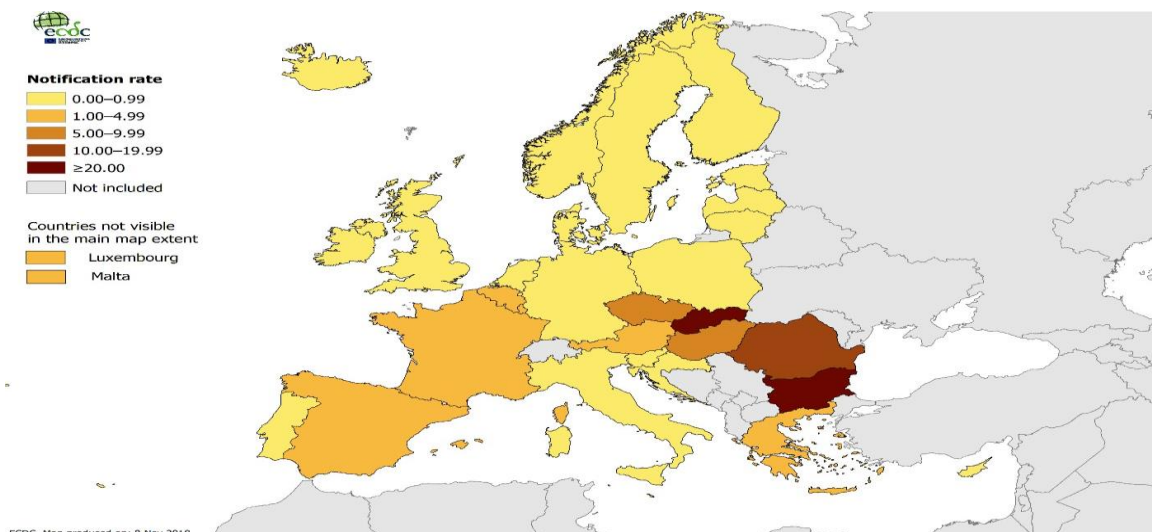 ecdc
Notification rate
0.00–0.99
1.00–4.99
5.00–9.99
10.00–19.99
≥20.00
Not included
Countries not visible
in the main map extent
Luxembourg
Malta